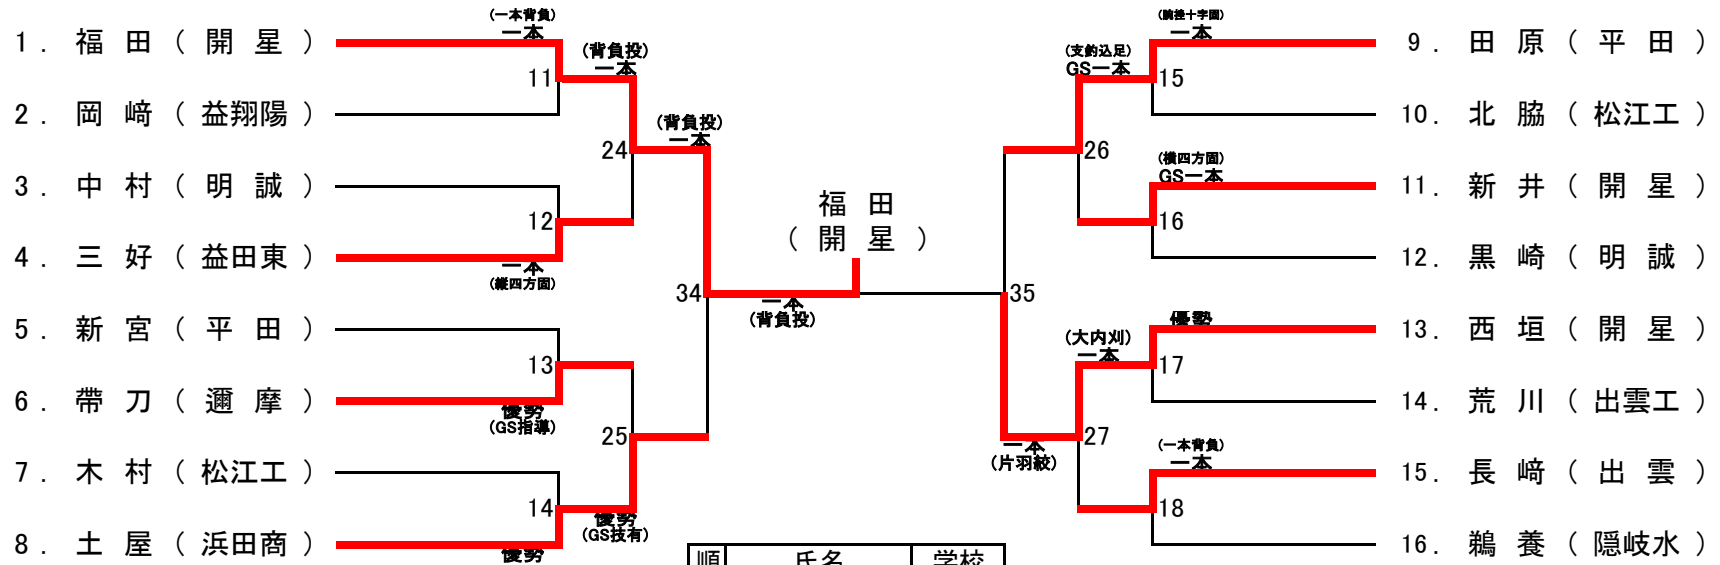 1. 福田(開星)
2. 岡﨑(益翔陽)
3. 中村(明誠)
4. 三好(益田東)
5. 新宮(平田)
6. 帶刀(邇摩)
7. 木村(松江工)
8. 土屋(浜田商)
(一本背負)
一本
11
12
一本
(縦四方固)
13
優勢
(GS指導)
14
優勢
(背負投)
一本
24
25
優勢
(GS技有)
(背負投)
一本
34
福田
(開星)
一本
(背負投)
35
一本
(片羽絞)
(支釣込足)
GS一本
26
(大内刈)
一本
27
(腕挫十字固)
一本
15
(横四方固)
GS一本
16
優勢
17
(一本背負)
一本
18
9. 田原(平田)
10. 北脇(松江工)
11. 新井(開星)
12. 黒崎(明誠)
13. 西垣(開星)
14. 荒川(出雲工)
15. 長﨑(出雲)
16. 鵜養(隠岐水)
順 氏名 学校